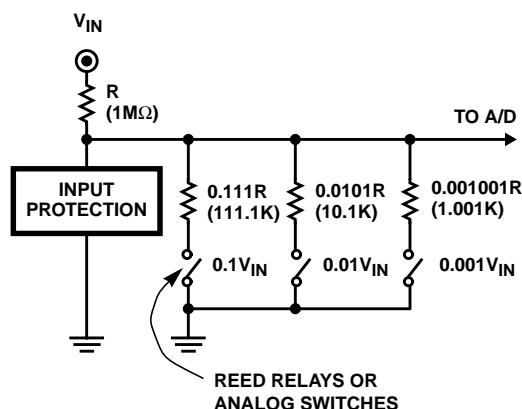 VIN
R
(1MΩ)
TO A/D
INPUT
PROTECTION
0.111R
(111.1K)
0.0101R
(10.1K)
0.001001R
(1.001K)
0.1VIN
0.01VIN
0.001VIN
REED RELAYS OR
ANALOG SWITCHES